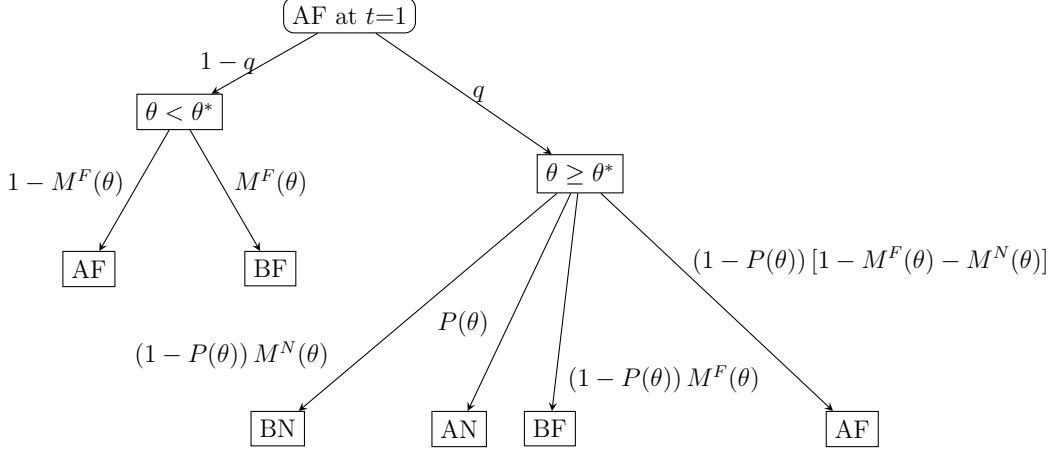 AF at t=1
1 − q
q
θ < θ*
θ ≥ θ*
1 − M^F(θ)
M^F(θ)
AF
BF
(1 − P(θ)) [1 − M^F(θ) − M^N(θ)]
P(θ)
(1 − P(θ)) M^N(θ)
(1 − P(θ)) M^F(θ)
BN
AN
BF
AF